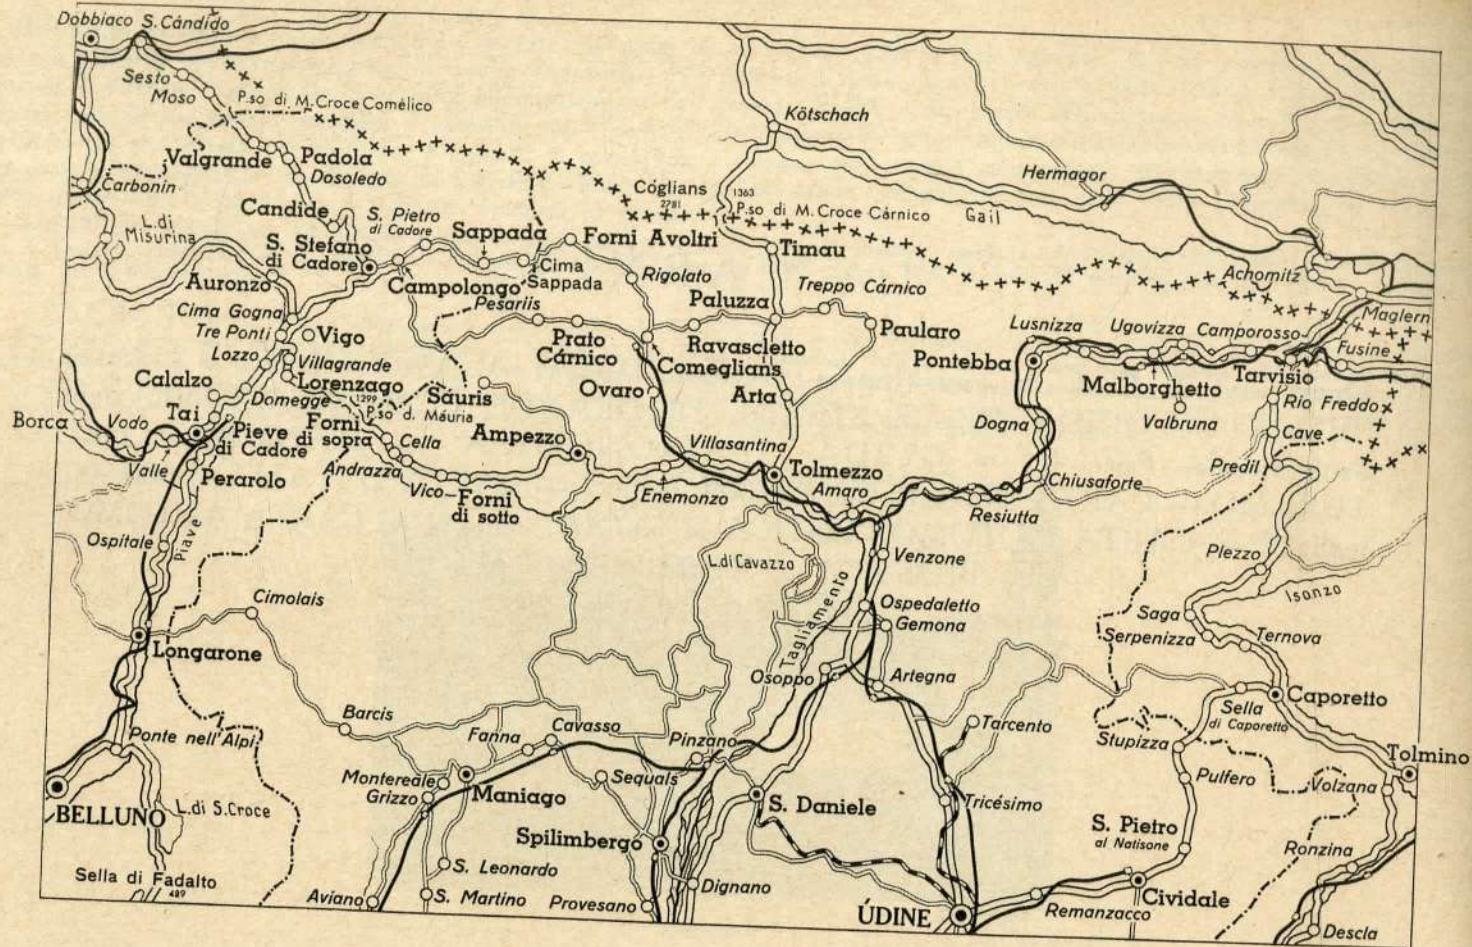 Dobbiaco
S. Cándido
Sesto
Moso
P.so di M. Croce Comélico
Kötschach
Valgrande
Padola
Dosoledo
Carbonin
Cóglians
2781
1363
P.so di M. Croce Cárnico
Gail
Hermagor
Candide
S. Pietro
di Cadore
L. di
Misurina
S. Stefano
di Cadore
Sappada
Forni Avoltri
Timau
Cima
Sappada
Rigolato
Auronzo
Campolongo
Pesariis
Paluzza
Treppo Cárnico
Achomitz
Maglern
Cima Gogna
Tre Ponti
Vigo
Prato
Cárnico
Ravascletto
Paularo
Lusnizza
Ugovizza
Camporosso
Fusine
Lozzo
Villagrande
Comeglians
Pontebba
Malborghetto
Tarvisio
Calalzo
Lorenzago
Domegge
1299
P.so d. Máuria
Sáuris
Ovaro
Arta
Valbruna
Rio Freddo
Borca
Vodo
Tai
Pieve
di Cadore
Forni
di sopra
Cella
Ampezzo
Villasantina
Dogna
Cave
Valle
Perarolo
Andrazza
Vico
Forni
di sotto
Enemonzo
Tolmezzo
Amaro
Resiutta
Chiusaforte
Predil
Ospitale
Piave
L. di Cavazzo
Venzone
Plezzo
Isonzo
Cimolais
Tagliamento
Ospedaletto
Gemona
Saga
Serpenizza
Ternova
Longarone
Osoppo
Artegna
Caporetto
Sella
di Caporetto
Barcis
Fanna
Cavasso
Pinzano
Tarcento
Stupizza
Tolmino
Ponte nell'Alpi
Montereale
Grizzo
Maniago
Sequals
S. Daniele
Tricésimo
Pulfero
Volzana
BELLUNO
L. di S. Croce
Spilimbergo
S. Pietro
al Natisone
Ronzina
Sella di Fadalto
489
S. Leonardo
Aviano
S. Martino
Provesano
Dignano
ÚDINE
Remanzacco
Cividale
Descla